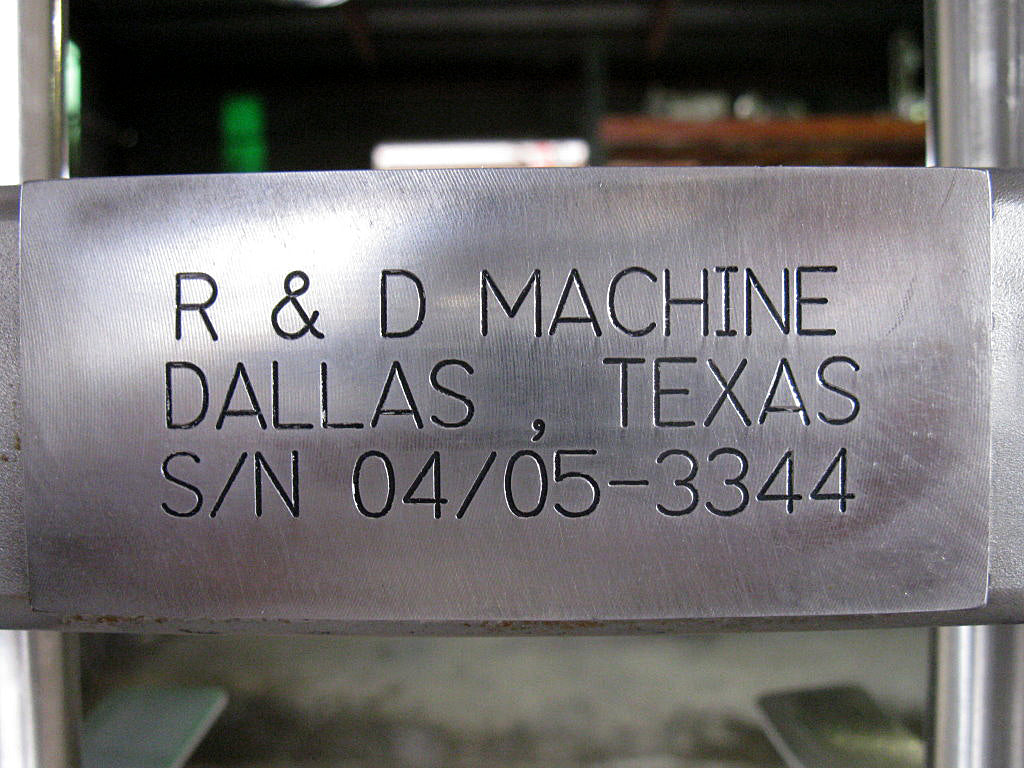 R & D MACHINE
DALLAS , TEXAS
S/N 04/05-3344